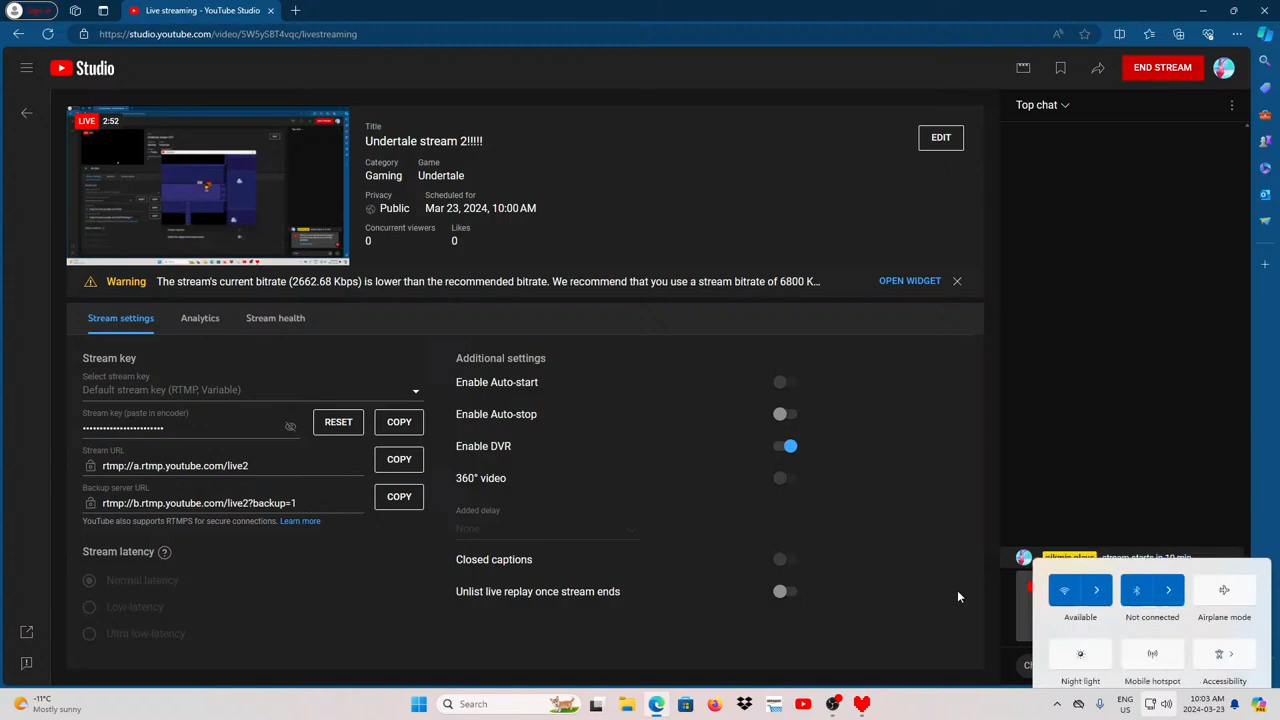 Sign in
Live streaming - YouTube Studio
https://studio.youtube.com/video/5W5ySBT4vqc/livestreaming
Studio
END STREAM
LIVE 2:52
Title
Undertale stream 2!!!!!
EDIT
Category Game
Gaming Undertale
Privacy Scheduled for
Public Mar 23, 2024, 10:00 AM
Concurrent viewers Likes
0 0
Top chat
Warning The stream's current bitrate (2662.68 Kbps) is lower than the recommended bitrate. We recommend that you use a stream bitrate of 6800 K...
OPEN WIDGET
Stream settings Analytics Stream health
Stream key
Select stream key
Default stream key (RTMP, Variable)
Stream key (paste in encoder)
RESET COPY
Stream URL
rtmp://a.rtmp.youtube.com/live2
COPY
Backup server URL
rtmp://b.rtmp.youtube.com/live2?backup=1
COPY
YouTube also supports RTMPS for secure connections. Learn more
Stream latency
Normal latency
Low-latency
Ultra low-latency
Additional settings
Enable Auto-start
Enable Auto-stop
Enable DVR
360° video
Added delay
None
Closed captions
Unlist live replay once stream ends
stream starts in 10 min
Available Not connected Airplane mode
Night light Mobile hotspot Accessibility
-11°C
Mostly sunny
Search
ENG
US
10:03 AM
2024-03-23